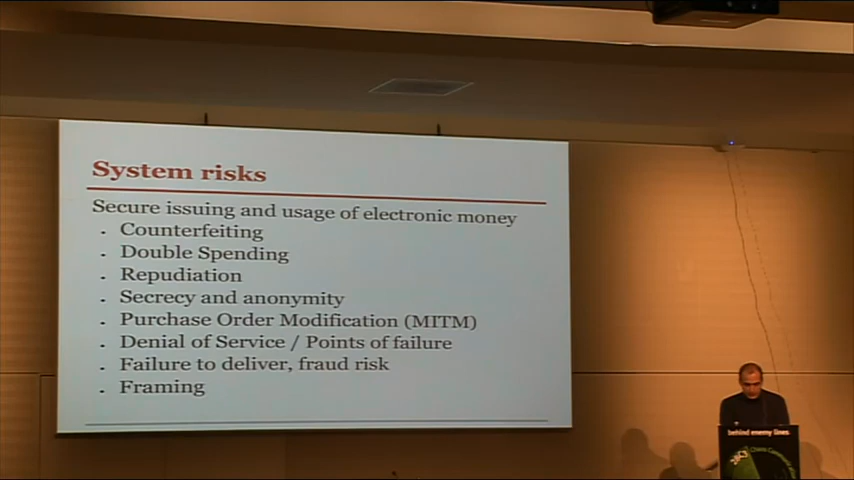 System risks
Secure issuing and usage of electronic money
. Counterfeiting
. Double Spending
. Repudiation
. Secrecy and anonymity
. Purchase Order Modification (MITM)
. Denial of Service / Points of failure
. Failure to deliver, fraud risk
. Framing
behind enemy lines.